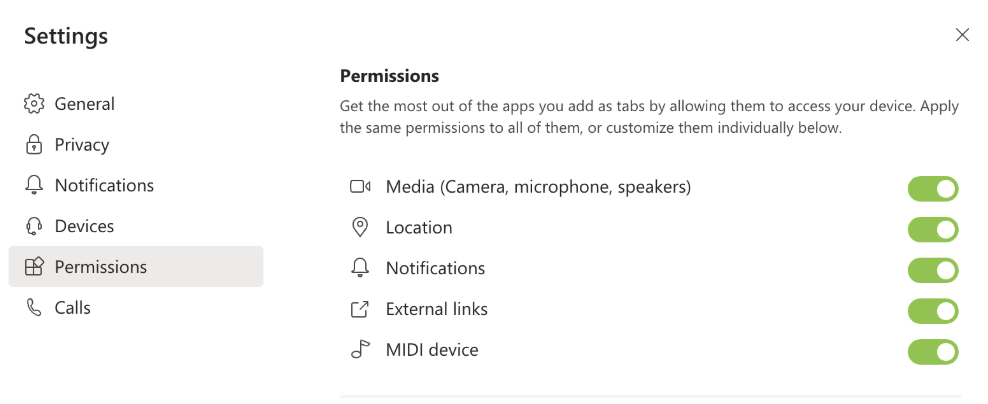 Settings
General
Privacy
Notifications
Devices
Permissions
Calls
Permissions
Get the most out of the apps you add as tabs by allowing them to access your device. Apply
the same permissions to all of them, or customize them individually below.
Media (Camera, microphone, speakers)
Location
Notifications
External links
MIDI device